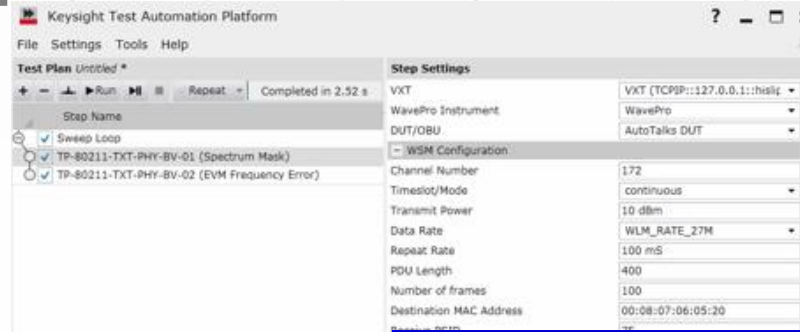 Keysight Test Automation Platform
?
File Settings Tools Help
Test Plan Untitled *
Run Repeat Completed in 2.52 s
Step Name
Sweep Loop
TP-80211-TXT-PHY-BV-01 (Spectrum Mask)
TP-80211-TXT-PHY-BV-02 (EVM Frequency Error)
Step Settings
VXT VXT (TCPIP::127.0.0.1::hislip
WavePro Instrument WavePro
DUT/OBU AutoTalks DUT
WSM Configuration
Channel Number 172
Timeslot/Mode continuous
Transmit Power 10 dBm
Data Rate WLM_RATE_27M
Repeat Rate 100 mS
PDU Length 400
Number of frames 100
Destination MAC Address 00:08:07:06:05:20